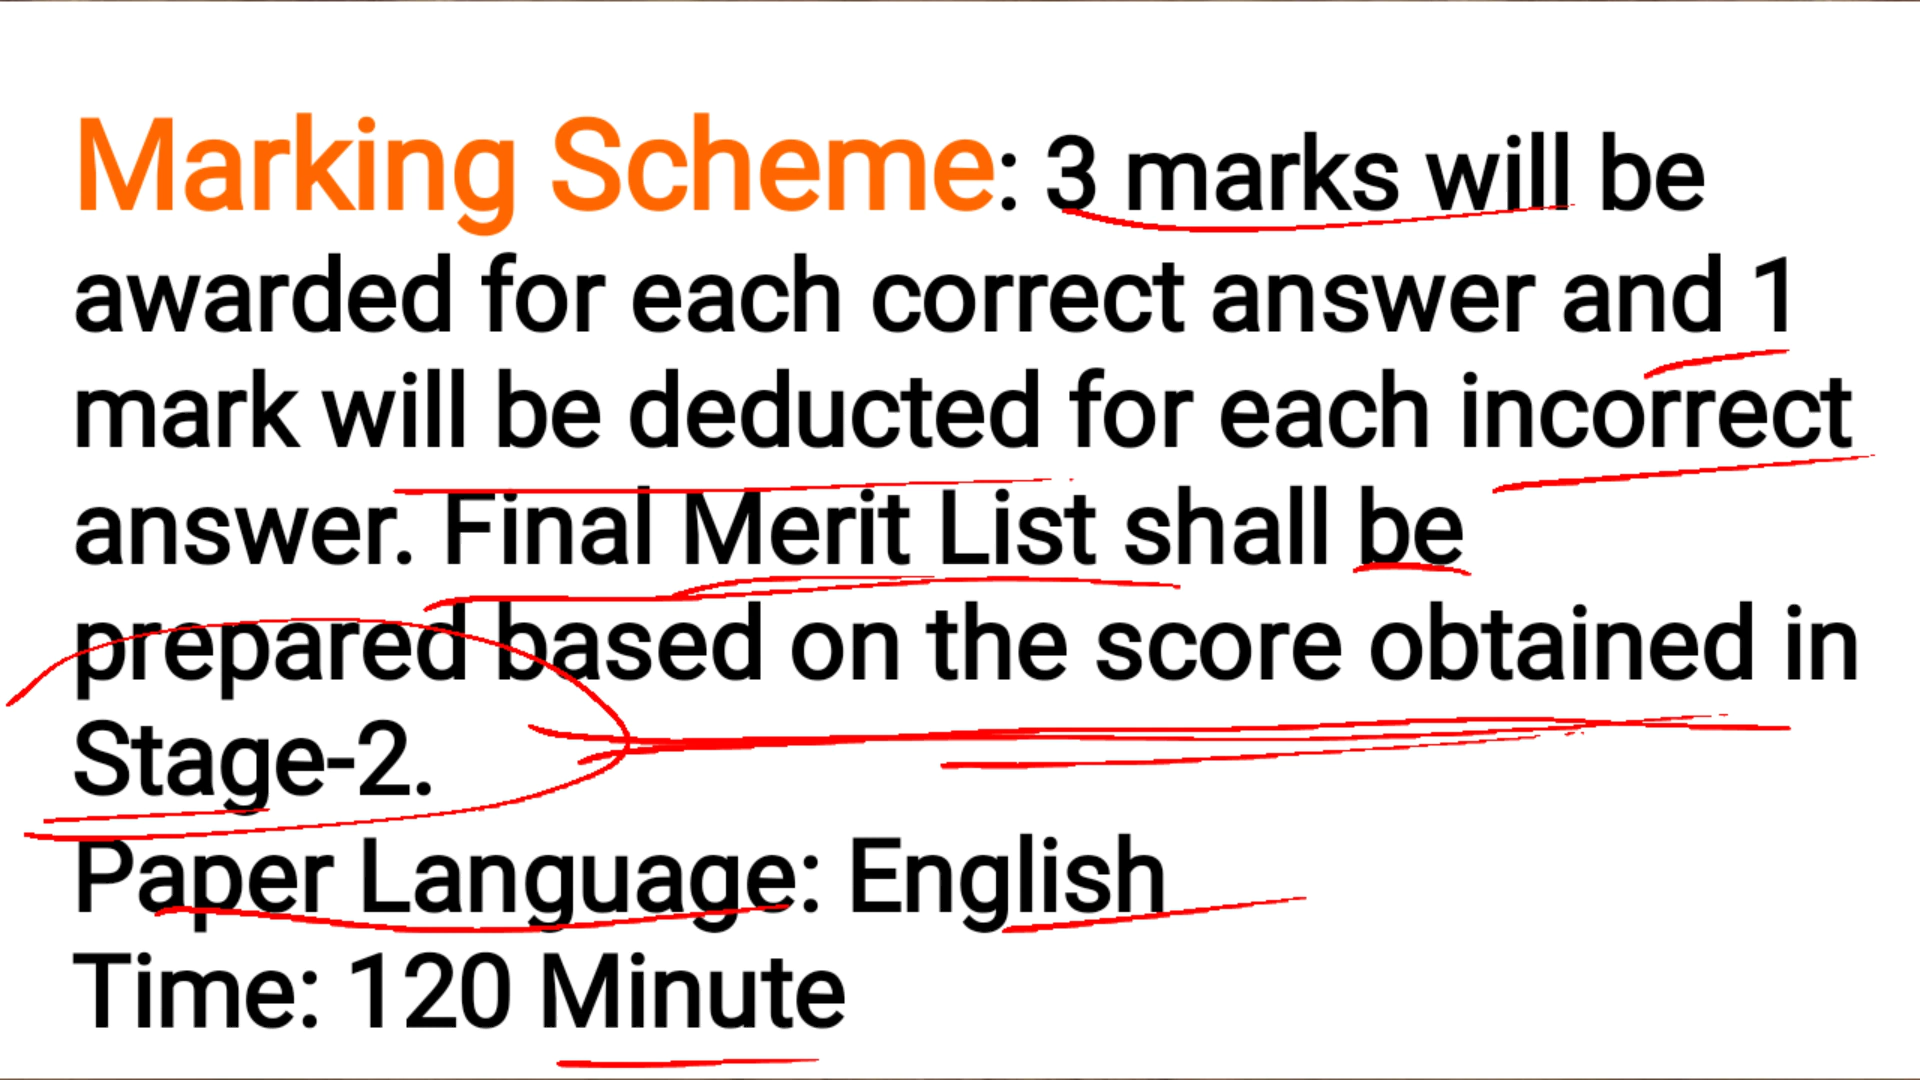 Marking Scheme: 3 marks will be
awarded for each correct answer and 1
mark will be deducted for each incorrect
answer. Final Merit List shall be
prepared based on the score obtained in
Stage-2.
Paper Language: English
Time: 120 Minute